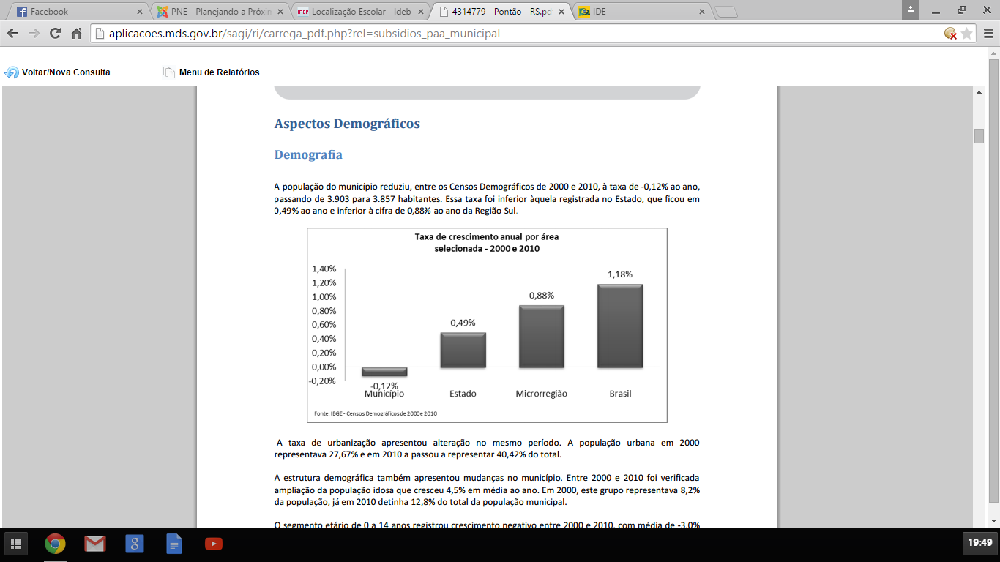 Facebook
PNE - Planejando a Próxin
INEP Localização Escolar - Ideb
4314779 - Pontão - RS.pd
IDE
aplicacoes.mds.gov.br/sagi/ri/carrega_pdf.php?rel=subsidios_paa_municipal
Voltar/Nova Consulta
Menu de Relatórios
Aspectos Demográficos
Demografia
A população do município reduziu, entre os Censos Demográficos de 2000 e 2010, à taxa de -0,12% ao ano,
passando de 3.903 para 3.857 habitantes. Essa taxa foi inferior àquela registrada no Estado, que ficou em
0,49% ao ano e inferior à cifra de 0,88% ao ano da Região Sul.
Taxa de crescimento anual por área
selecionada - 2000 e 2010
1,40%
1,20%
1,00%
0,80%
0,60%
0,40%
0,20%
0,00%
-0,20%
-0,12%
0,49%
0,88%
1,18%
Município
Estado
Microrregião
Brasil
Fonte: IBGE - Censos Demográficos de 2000 e 2010
A taxa de urbanização apresentou alteração no mesmo período. A população urbana em 2000
representava 27,67% e em 2010 a passou a representar 40,42% do total.
A estrutura demográfica também apresentou mudanças no município. Entre 2000 e 2010 foi verificada
ampliação da população idosa que cresceu 4,5% em média ao ano. Em 2000, este grupo representava 8,2%
da população, já em 2010 detinha 12,8% do total da população municipal.
O segmento etário de 0 a 14 anos registrou crescimento negativo entre 2000 e 2010, com média de -3,0%
19:49